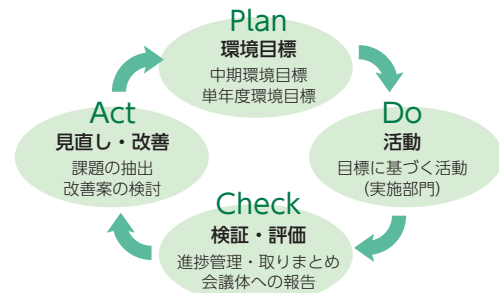 Plan
環境目標
中期環境目標
単年度環境目標
Do
活動
目標に基づく活動
(実施部門)
Check
検証・評価
進捗管理・取りまとめ
会議体への報告
Act
見直し・改善
課題の抽出
改善案の検討